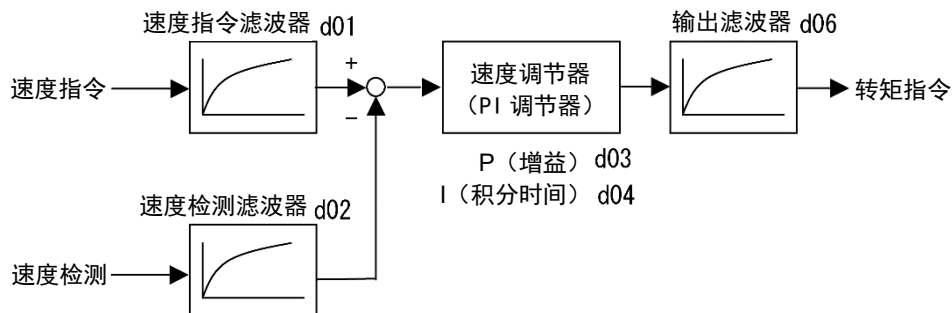 速度指令滤波器 d01
输出滤波器 d06
速度指令
+
−
速度调节器
（PI 调节器）
转矩指令
P（增益） d03
I（积分时间） d04
速度检测滤波器 d02
速度检测